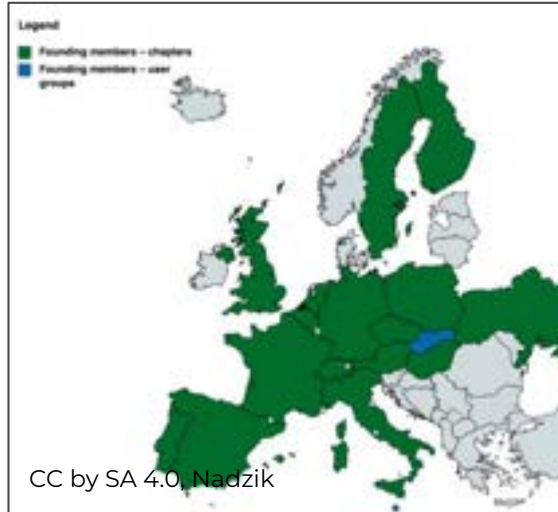 Legend
Founding members – chapters
Founding members – user
groups
CC by SA 4.0, Nadzik